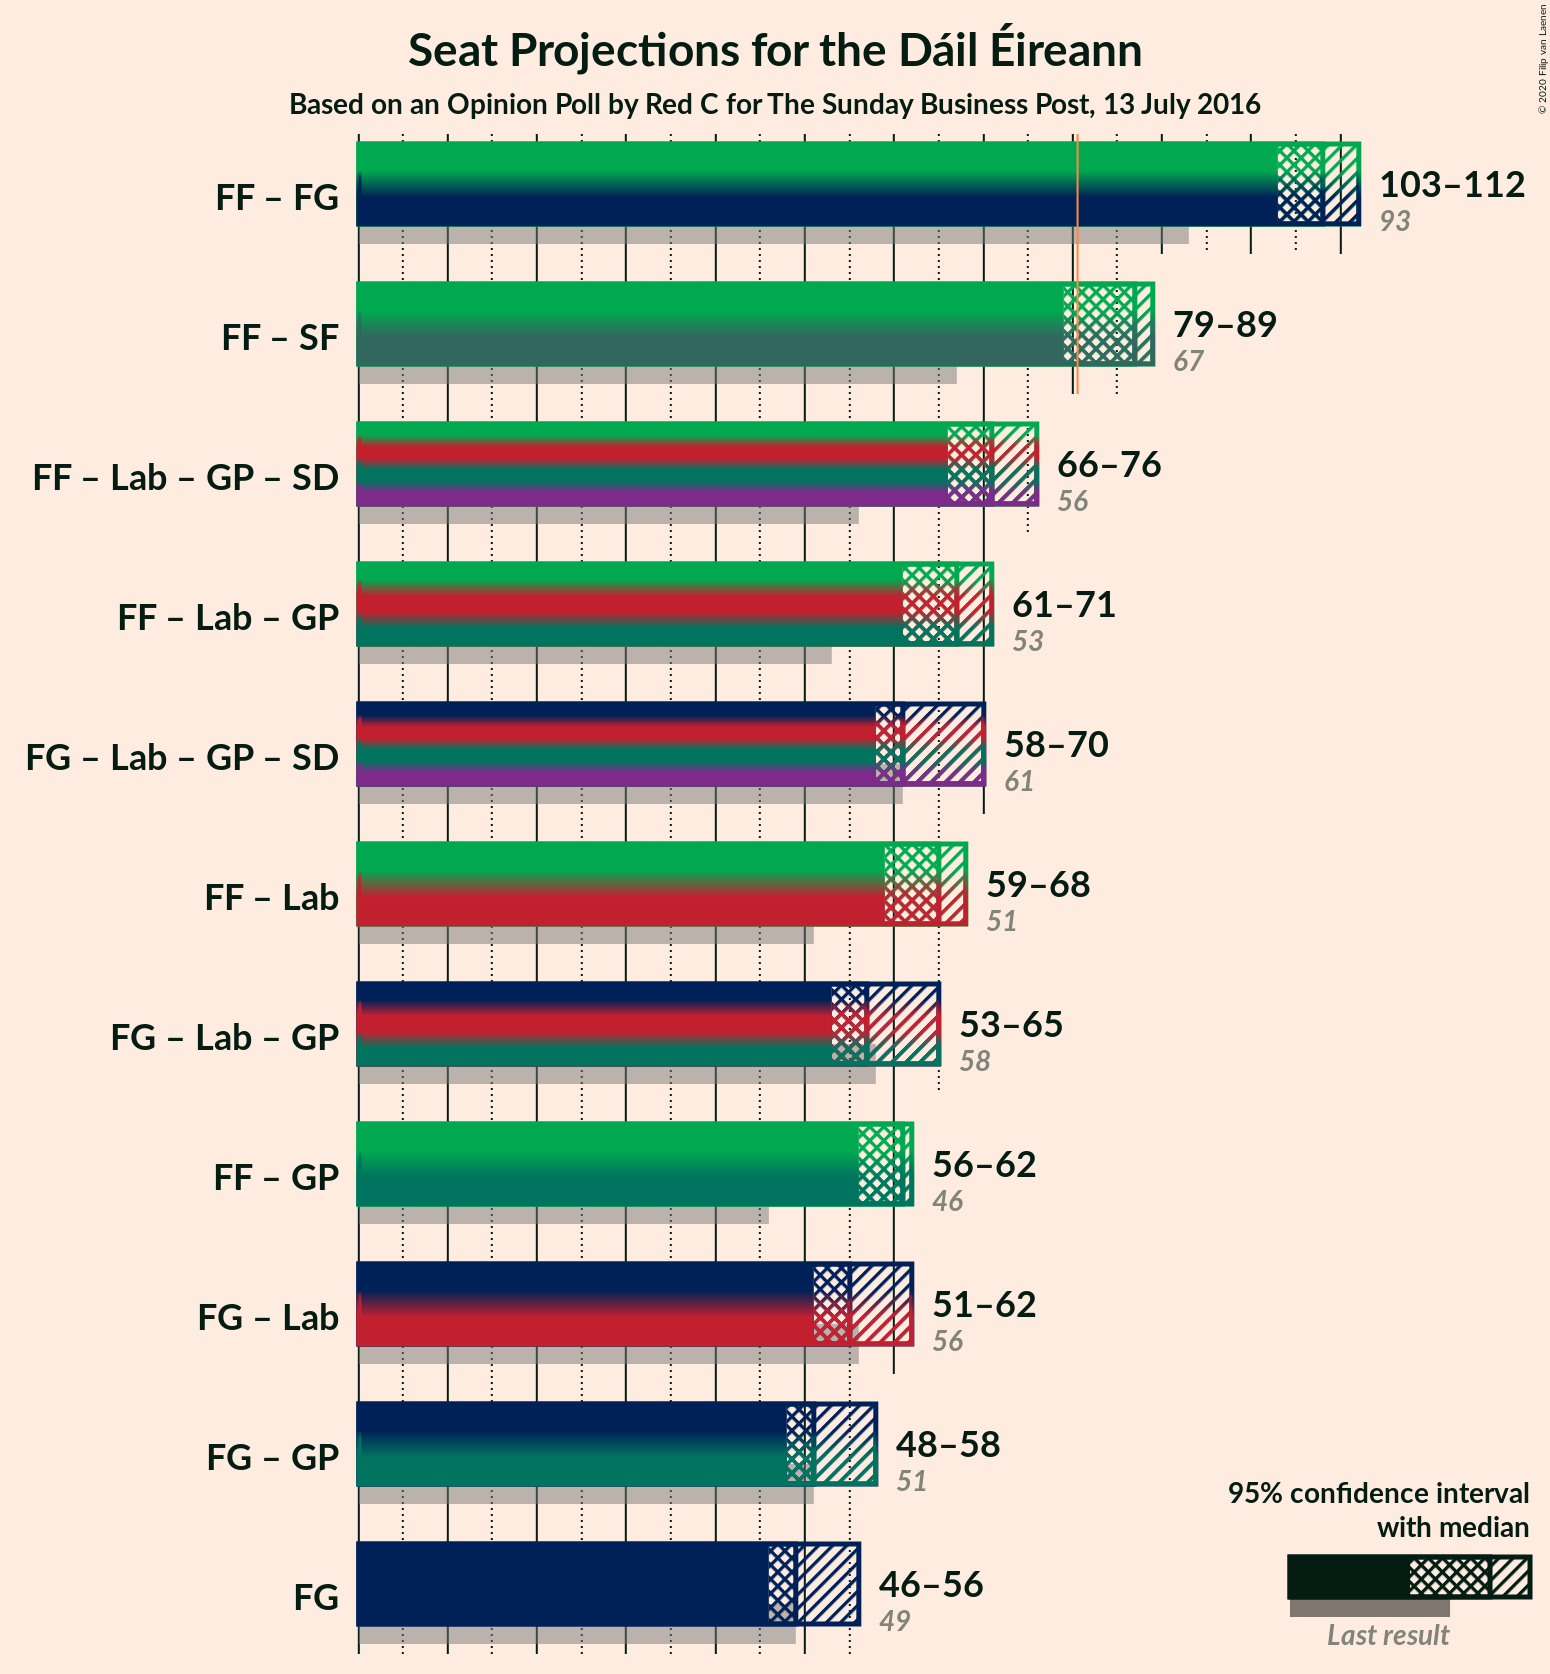 Seat Projections for the Dáil Éireann
Based on an Opinion Poll by Red C for The Sunday Business Post, 13 July 2016
© 2020 Filip van Laenen
FF – FG
103–112
93
FF – SF
79–89
67
FF – Lab – GP – SD
66–76
56
FF – Lab – GP
61–71
53
FG – Lab – GP – SD
58–70
61
FF – Lab
59–68
51
FG – Lab – GP
53–65
58
FF – GP
56–62
46
FG – Lab
51–62
56
FG – GP
48–58
51
FG
46–56
49
95% confidence interval
with median
Last result